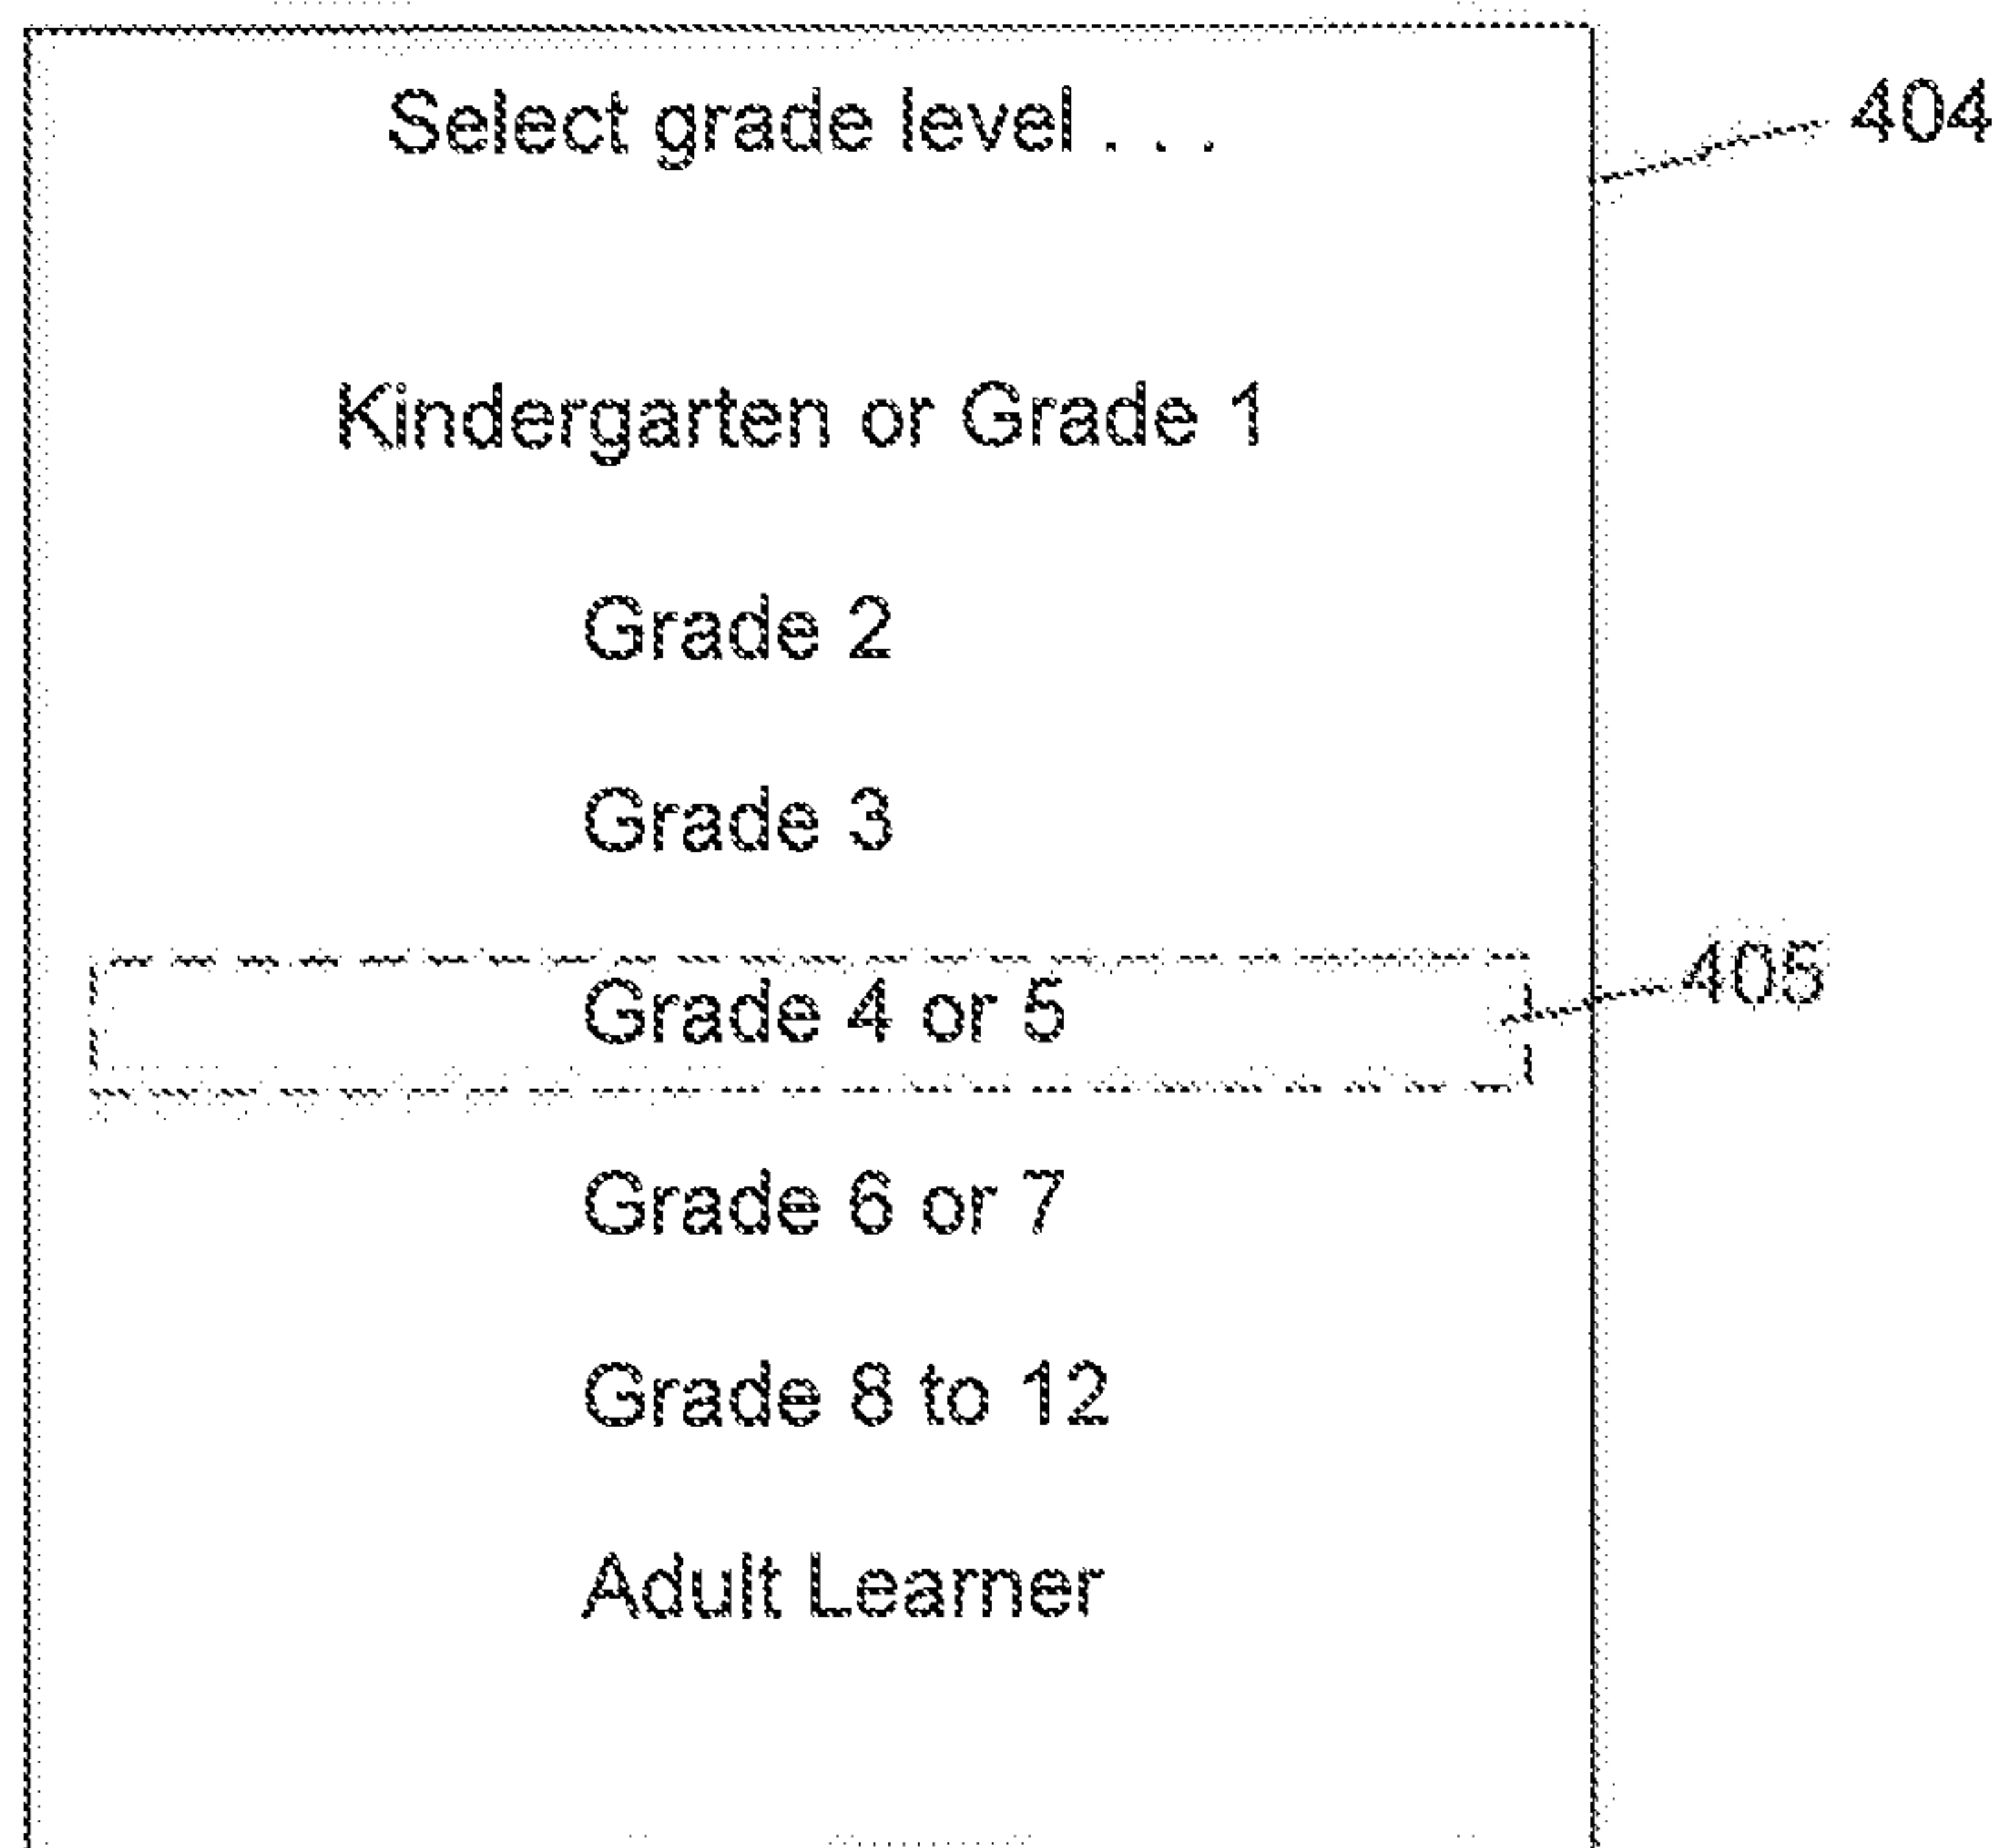 Select grade level . . .
404
Kindergarten or Grade 1
Grade 2
Grade 3
Grade 4 or 5
405
Grade 6 or 7
Grade 8 to 12
Adult Learner